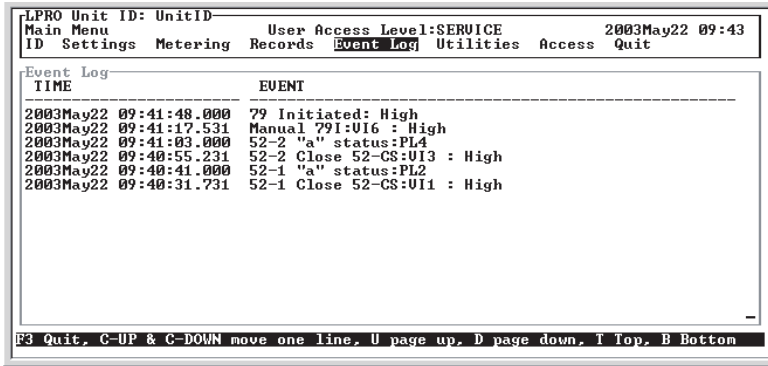 LPRO Unit ID: UnitID
Main Menu User Access Level:SERVICE 2003May22 09:43
ID Settings Metering Records Event Log Utilities Access Quit
Event Log
TIME EVENT
2003May22 09:41:48.000 79 Initiated: High
2003May22 09:41:17.531 Manual 79I:VI6 : High
2003May22 09:41:03.000 52-2 "a" status:PL4
2003May22 09:40:55.231 52-2 Close 52-CS:VI3 : High
2003May22 09:40:41.000 52-1 "a" status:PL2
2003May22 09:40:31.731 52-1 Close 52-CS:VI1 : High
F3 Quit, C-UP & C-DOWN move one line, U page up, D page down, T Top, B Bottom